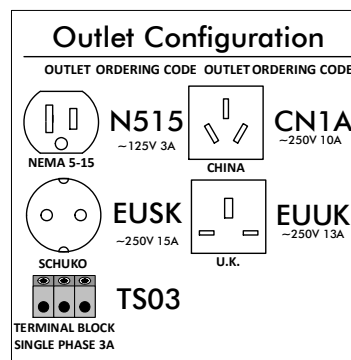 Outlet Configuration
OUTLET ORDERING CODE OUTLET ORDERING CODE
N515
~125V 3A
NEMA 5-15
CN1A
~250V 10A
CHINA
EUSK
~250V 15A
SCHUKO
EUUK
~250V 13A
U.K.
TS03
TERMINAL BLOCK
SINGLE PHASE 3A